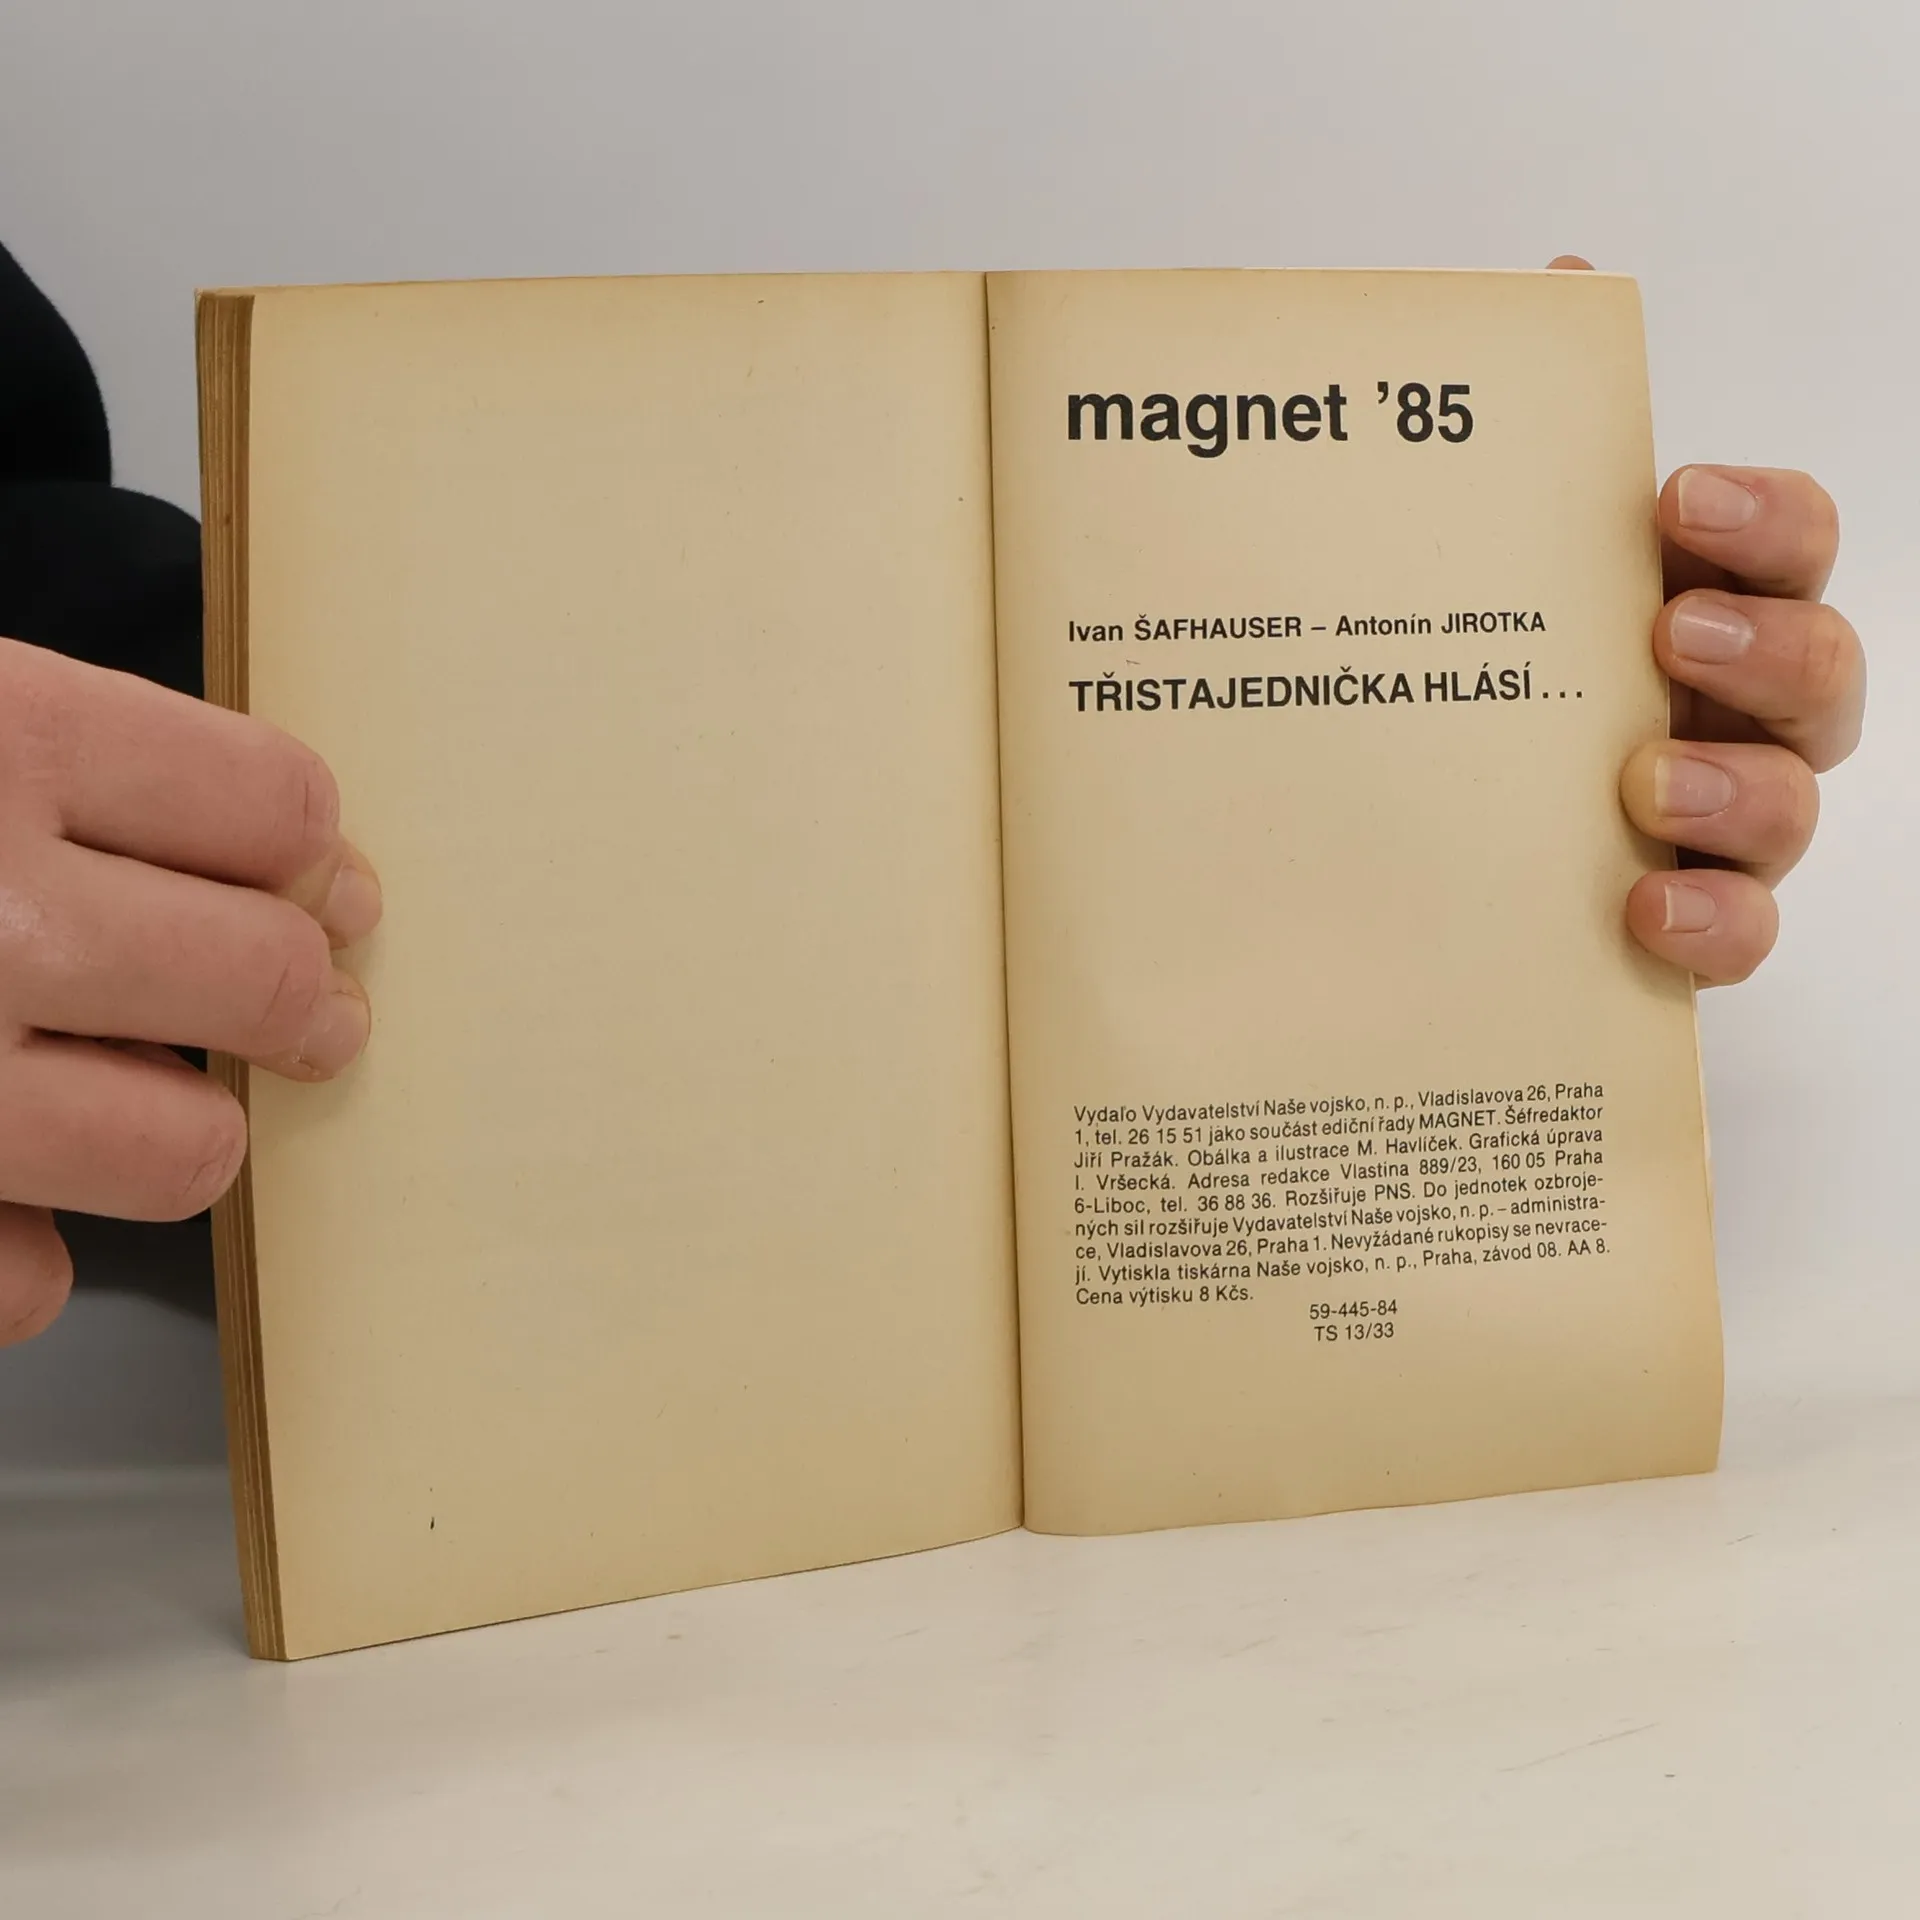 magnet ’85
Ivan ŠAFHAUSER – Antonín JIROTKA
TŘISTAJEDNIČKA HLÁSÍ...
Vydalo Vydavatelství Naše vojsko, n. p., Vladislavova 26, Praha
1, tel. 26 15 51 jako součást ediční řady MAGNET. Šéfredaktor
Jiří Pražák. Obálka a ilustrace M. Havlíček. Grafická úprava
I. Vršecká. Adresa redakce Vlastina 889/23, 160 05 Praha
6-Liboc, tel. 36 88 36. Rozšiřuje PNS. Do jednotek ozbroje-
ných sil rozšiřuje Vydavatelství Naše vojsko, n. p. – administra-
ce, Vladislavova 26, Praha 1. Nevyžádané rukopisy se nevrace-
jí. Vytiskla tiskárna Naše vojsko, n. p., Praha, závod 08. AA 8.
Cena výtisku 8 Kčs.
59-445-84
TS 13/33